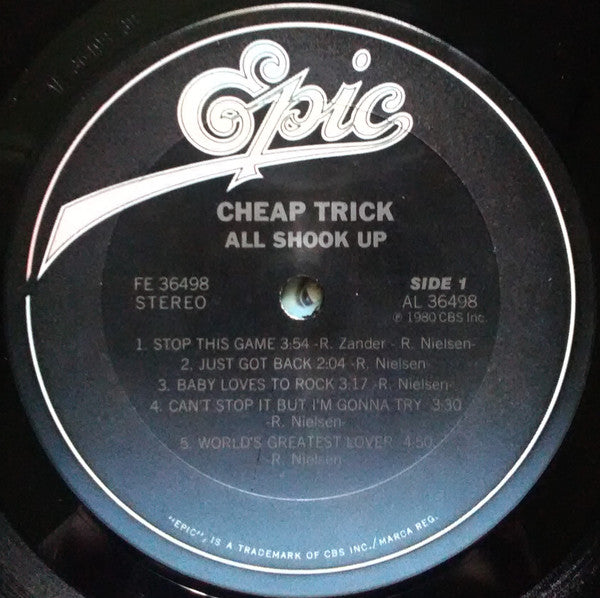 Epic
CHEAP TRICK
ALL SHOOK UP
FE 36498
STEREO
SIDE 1
AL 36498
℗ 1980 CBS Inc.
1. STOP THIS GAME 3:54 -R. Zander - R. Nielsen-
2. JUST GOT BACK 2:04 -R. Nielsen-
3. BABY LOVES TO ROCK 3:17 -R. Nielsen-
4. CAN'T STOP IT BUT I'M GONNA TRY 3:30
-R. Nielsen-
5. WORLD'S GREATEST LOVER 4:50
-R. Nielsen-
"EPIC", IS A TRADEMARK OF CBS INC./MARCA REG.